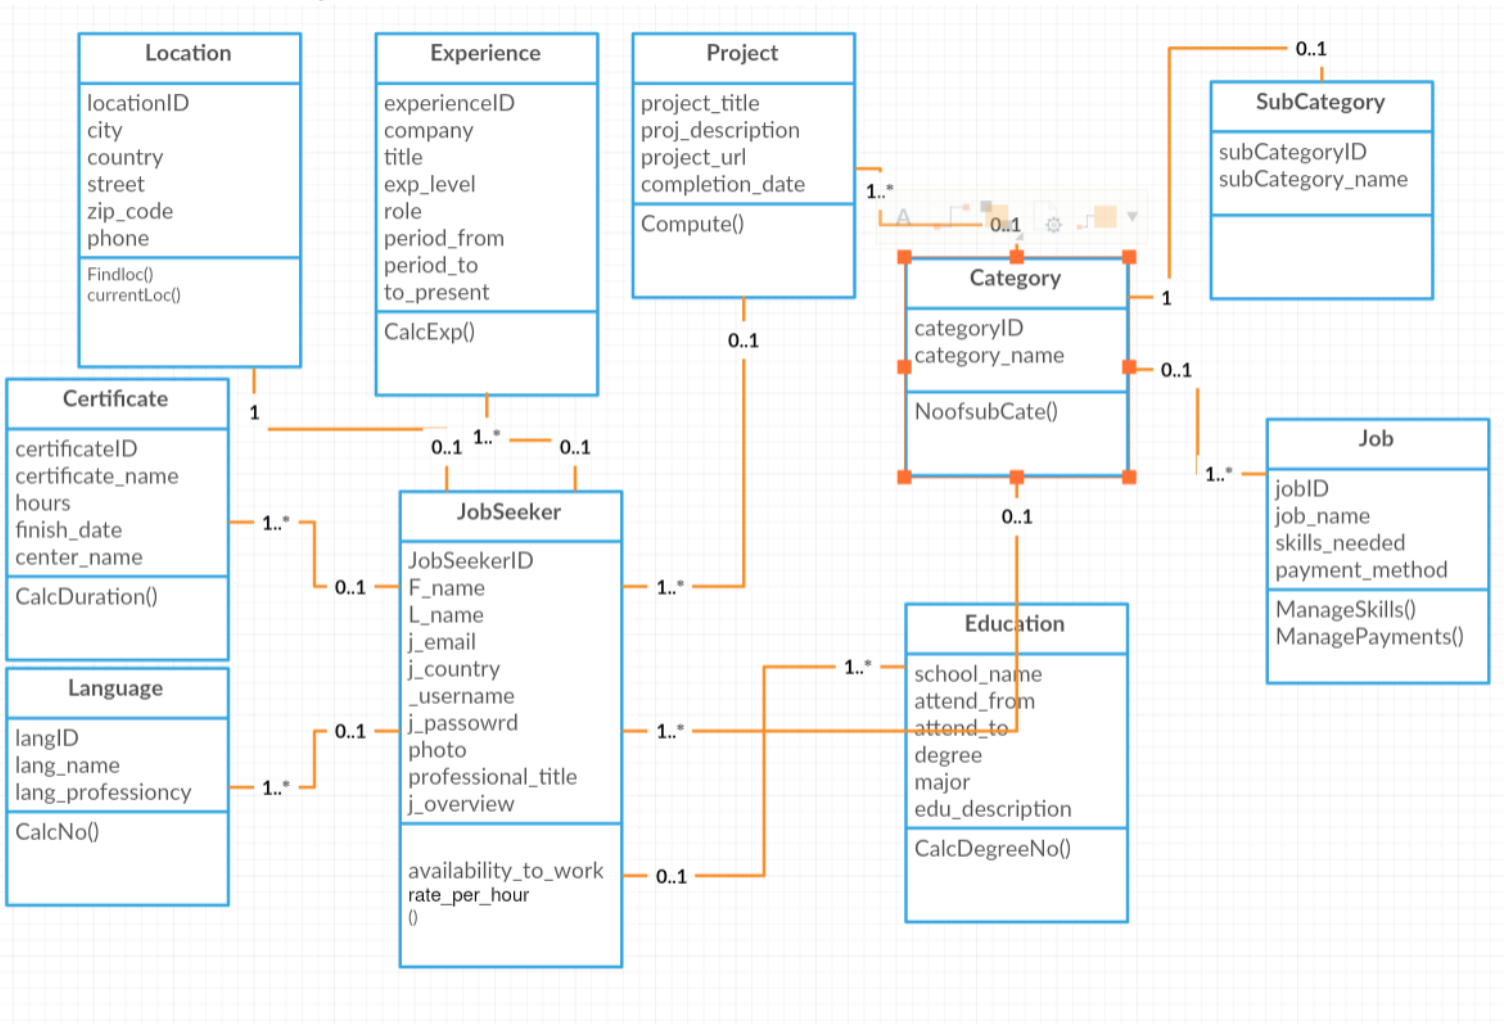 Location
locationID
city
country
street
zip_code
phone
Findloc()
currentLoc()
1
Experience
experienceID
company
title
exp_level
role
period_from
period_to
to_present
CalcExp()
1..*
0..1
0..1
Project
project_title
proj_description
project_url
completion_date
Compute()
1..*
0..1
0..1
A
Category
categoryID
category_name
NoofsubCate()
1
0..1
0..1
0..1
SubCategory
subCategoryID
subCategory_name
1..*
Job
jobID
job_name
skills_needed
payment_method
ManageSkills()
ManagePayments()
Certificate
certificateID
certificate_name
hours
finish_date
center_name
CalcDuration()
1..*
0..1
Language
langID
lang_name
lang_professioncy
CalcNo()
0..1
1..*
JobSeeker
JobSeekerID
F_name
L_name
j_email
j_country
_username
j_passowrd
photo
professional_title
j_overview
availability_to_work
rate_per_hour
()
1..*
1..*
0..1
1..*
Education
school_name
attend_from
attend_to
degree
major
edu_description
CalcDegreeNo()